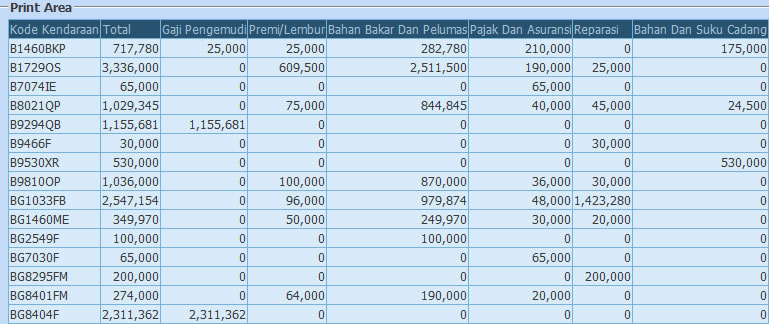 Print Area
Kode Kendaraan Total Gaji Pengemudi Premi/Lembur Bahan Bakar Dan Pelumas Pajak Dan Asuransi Reparasi Bahan Dan Suku Cadang
B1460BKP 717,780 25,000 25,000 282,780 210,000 0 175,000
B1729OS 3,336,000 0 609,500 2,511,500 190,000 25,000 0
B7074IE 65,000 0 0 0 65,000 0 0
B8021QP 1,029,345 0 75,000 844,845 40,000 45,000 24,500
B9294QB 1,155,681 1,155,681 0 0 0 0 0
B9466F 30,000 0 0 0 0 30,000 0
B9530XR 530,000 0 0 0 0 0 530,000
B9810OP 1,036,000 0 100,000 870,000 36,000 30,000 0
BG1033FB 2,547,154 0 96,000 979,874 48,000 1,423,280 0
BG1460ME 349,970 0 50,000 249,970 30,000 20,000 0
BG2549F 100,000 0 0 100,000 0 0 0
BG7030F 65,000 0 0 0 65,000 0 0
BG8295FM 200,000 0 0 0 0 200,000 0
BG8401FM 274,000 0 64,000 190,000 20,000 0 0
BG8404F 2,311,362 2,311,362 0 0 0 0 0